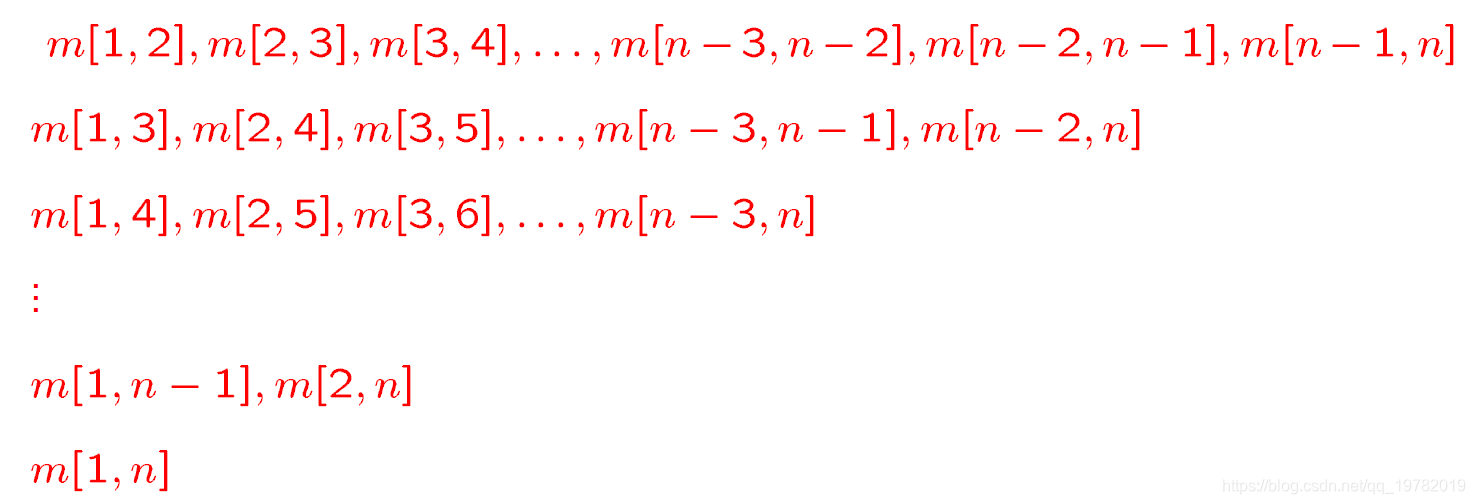 m[1, 2], m[2, 3], m[3, 4], . . . , m[n − 3, n − 2], m[n − 2, n − 1], m[n − 1, n]
m[1, 3], m[2, 4], m[3, 5], . . . , m[n − 3, n − 1], m[n − 2, n]
m[1, 4], m[2, 5], m[3, 6], . . . , m[n − 3, n]
⋮
m[1, n − 1], m[2, n]
m[1, n]
https://blog.csdn.net/qq_19782019